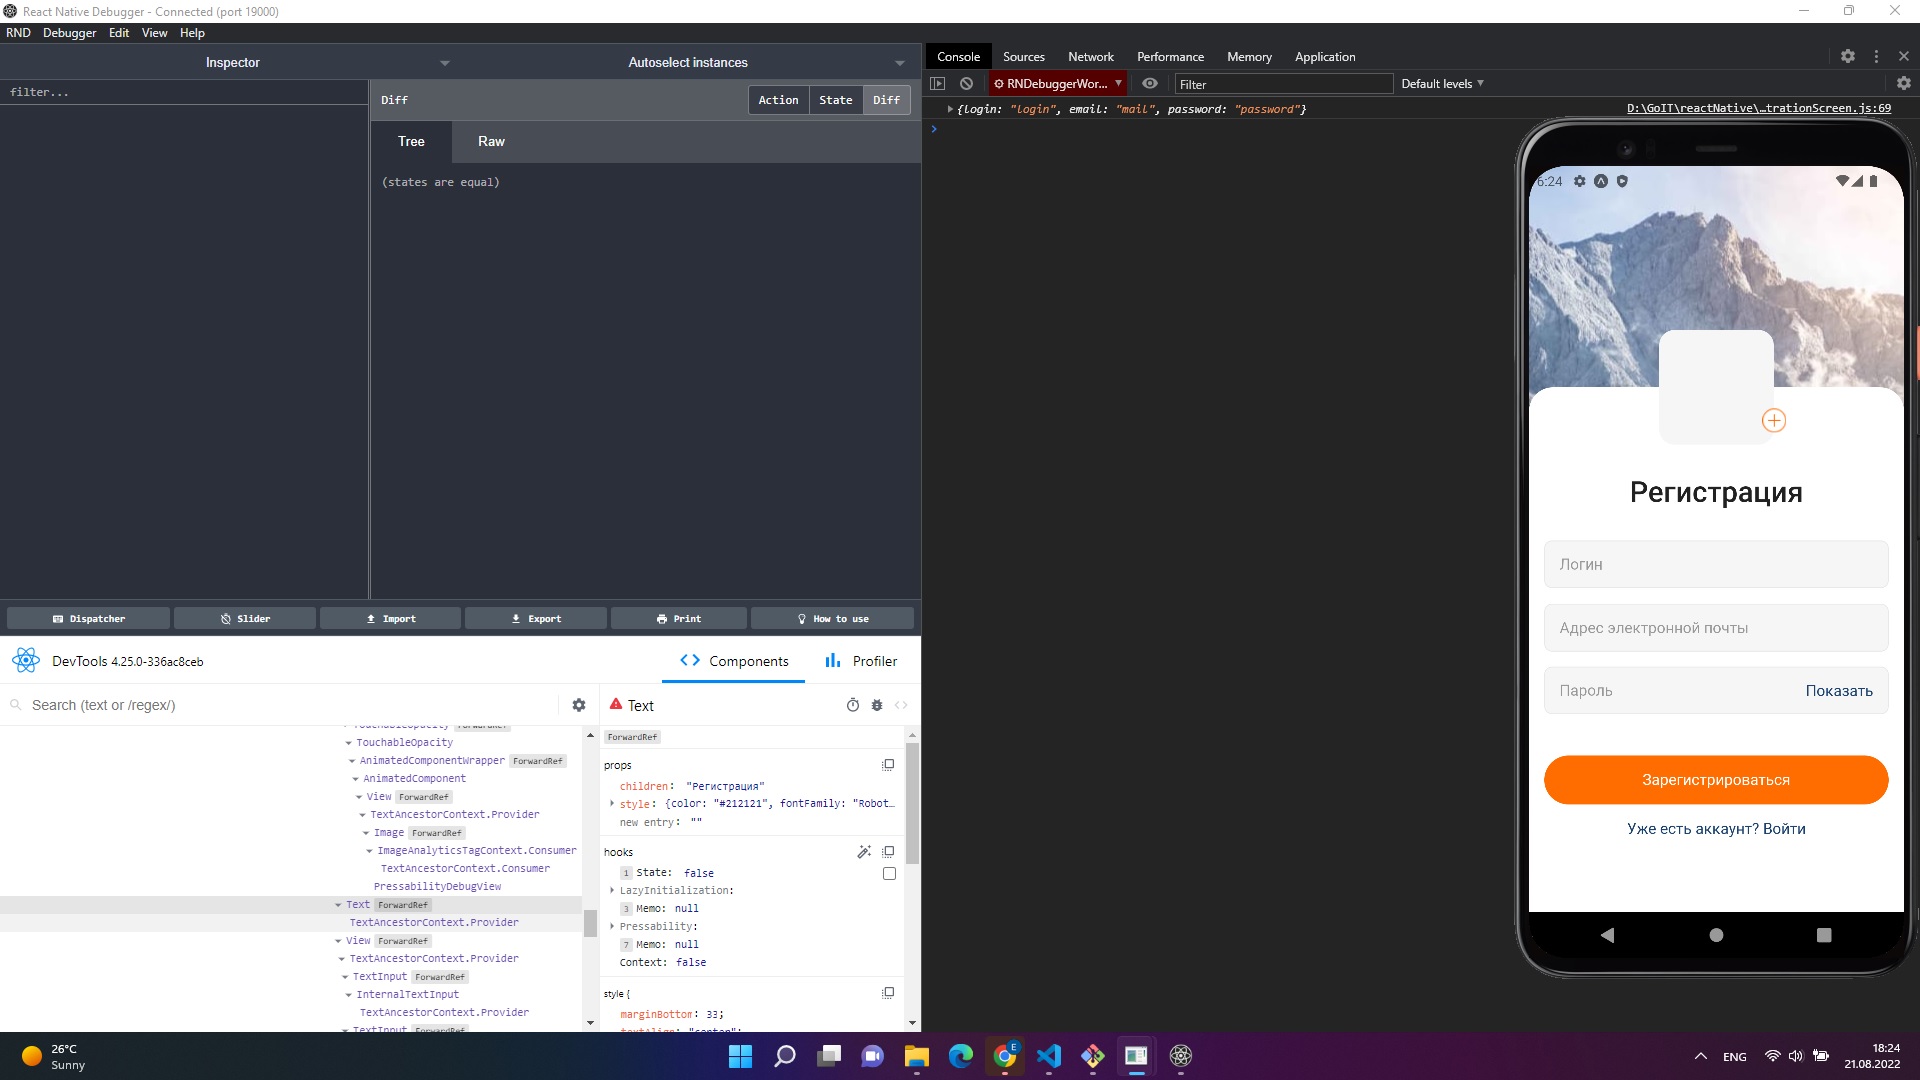 React Native Debugger - Connected (port 19000)
RND Debugger Edit View Help
Inspector
Autoselect instances
filter...
Diff
Action State Diff
Tree Raw
(states are equal)
Dispatcher Slider Import Export Print How to use
Console Sources Network Performance Memory Application
RNDebuggerWor... Filter Default levels
{login: "login", email: "mail", password: "password"}
D:\GoIT\reactNative\…trationScreen.js:69
6:24
Регистрация
Логин
Адрес электронной почты
Пароль Показать
Зарегистрироваться
Уже есть аккаунт? Войти
DevTools 4.25.0-336ac8ceb
Components Profiler
Search (text or /regex/)
TouchableOpacity ForwardRef
TouchableOpacity
AnimatedComponentWrapper ForwardRef
AnimatedComponent
View ForwardRef
TextAncestorContext.Provider
Image ForwardRef
ImageAnalyticsTagContext.Consumer
TextAncestorContext.Consumer
PressabilityDebugView
Text ForwardRef
TextAncestorContext.Provider
View ForwardRef
TextAncestorContext.Provider
TextInput ForwardRef
InternalTextInput
TextAncestorContext.Provider
TextInput ForwardRef
Text
ForwardRef
props
children: "Регистрация"
style: {color: "#212121", fontFamily: "Robot…
new entry: ""
hooks
1 State: false
LazyInitialization:
3 Memo: null
Pressability:
7 Memo: null
Context: false
style {
marginBottom: 33;
textAlign: "center";
26°C
Sunny
E
ENG
18:24
21.08.2022